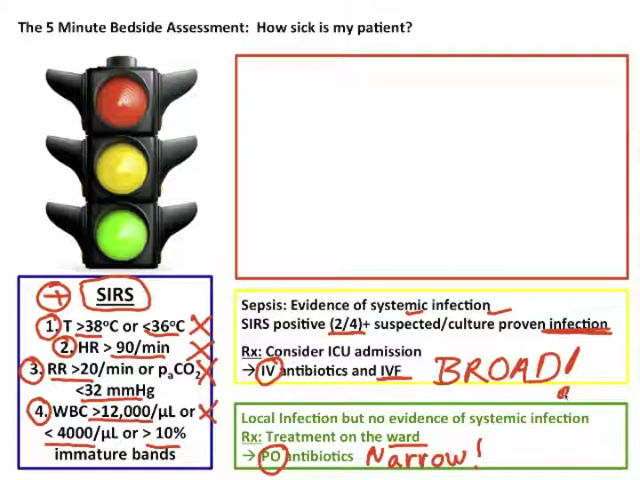 The 5 Minute Bedside Assessment: How sick is my patient?
+ SIRS
1. T >38°C or <36°C
2. HR > 90/min
3. RR >20/min or paCO2
<32 mmHg
4. WBC >12,000/µL or
< 4000/µL or > 10%
immature bands
Sepsis: Evidence of systemic infection
SIRS positive (2/4)+ suspected/culture proven infection
Rx: Consider ICU admission
→ IV antibiotics and IVF BROAD!
Local Infection but no evidence of systemic infection
Rx: Treatment on the ward
→ PO antibiotics Narrow!